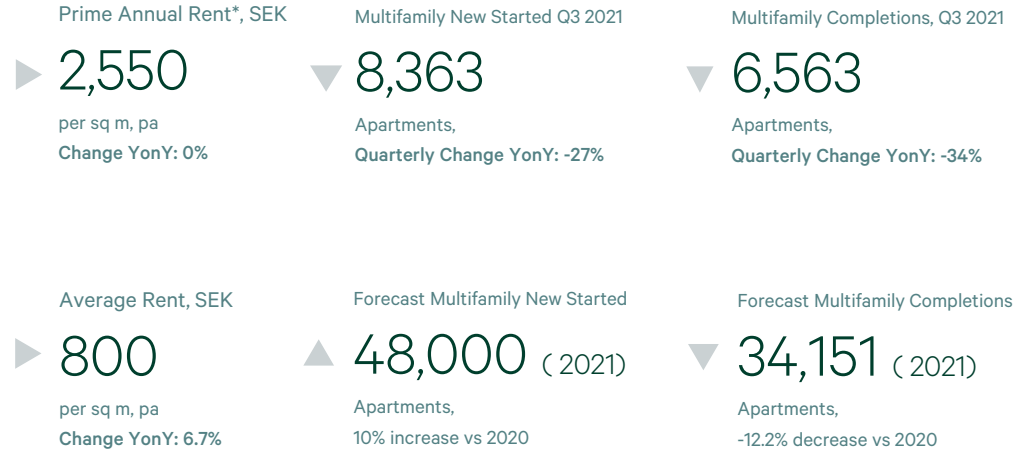 Prime Annual Rent*, SEK
2,550
per sq m, pa
Change YonY: 0%
Multifamily New Started Q3 2021
8,363
Apartments,
Quarterly Change YonY: -27%
Multifamily Completions, Q3 2021
6,563
Apartments,
Quarterly Change YonY: -34%
Average Rent, SEK
800
per sq m, pa
Change YonY: 6.7%
Forecast Multifamily New Started
48,000 ( 2021)
Apartments,
10% increase vs 2020
Forecast Multifamily Completions
34,151 ( 2021)
Apartments,
-12.2% decrease vs 2020